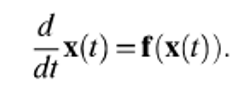 d/dt x(t) = f(x(t)).